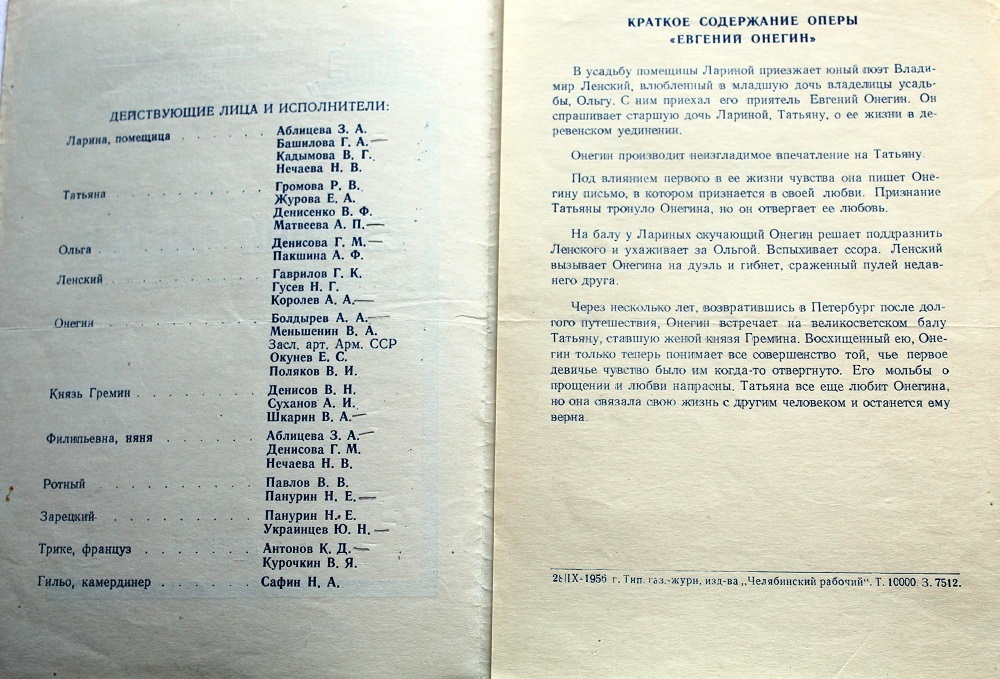 ДЕЙСТВУЮЩИЕ ЛИЦА И ИСПОЛНИТЕЛИ:
Ларина, помещица . . . . . . . Аблицева З. А.
Башилова Г. А.
Кадымова В. Г.
Нечаева Н. В.
Татьяна . . . . . . . . . Громова Р. В.
Журова Е. А.
Денисенко В. Ф.
Матвеева А. П.
Ольга . . . . . . . . . Денисова Г. М.
Пакшина А. Ф.
Ленский . . . . . . . . Гаврилов Г. К.
Гусев Н. Г.
Королев А. А.
Онегин . . . . . . . . . Болдырев А. А.
Меньшенин В. А.
Засл. арт. Арм. ССР
Окунев Е. С.
Поляков В. И.
Князь Гремин . . . . . . . Денисов В. Н.
Суханов А. И.
Шкарин В. А.
Филипьевна, няня . . . . . . Аблицева З. А.
Денисова Г. М.
Нечаева Н. В.
Ротный . . . . . . . . . Павлов В. В.
Панурин Н. Е.
Зарецкий . . . . . . . . Панурин Н. Е.
Украинцев Ю. Н.
Трике, француз . . . . . . . Антонов К. Д.
Курочкин В. Я.
Гильо, камердинер . . . . . . Сафин Н. А.
КРАТКОЕ СОДЕРЖАНИЕ ОПЕРЫ
«ЕВГЕНИЙ ОНЕГИН»
В усадьбу помещицы Лариной приезжает юный поэт Влади-
мир Ленский, влюбленный в младшую дочь владелицы усадь-
бы, Ольгу. С ним приехал его приятель Евгений Онегин. Он
спрашивает старшую дочь Лариной, Татьяну, о ее жизни в де-
ревенском уединении.
Онегин производит неизгладимое впечатление на Татьяну.
Под влиянием первого в ее жизни чувства она пишет Оне-
гину письмо, в котором признается в своей любви. Признание
Татьяны тронуло Онегина, но он отвергает ее любовь.
На балу у Лариных скучающий Онегин решает поддразнить
Ленского и ухаживает за Ольгой. Вспыхивает ссора. Ленский
вызывает Онегина на дуэль и гибнет, сраженный пулей недав-
него друга.
Через несколько лет, возвратившись в Петербург после дол-
гого путешествия, Онегин встречает на великосветском балу
Татьяну, ставшую женой князя Гремина. Восхищенный ею, Оне-
гин только теперь понимает все совершенство той, чье первое
девичье чувство было им когда-то отвергнуто. Его мольбы о
прощении и любви напрасны. Татьяна все еще любит Онегина,
но она связала свою жизнь с другим человеком и останется ему
верна.
г. Тип. газ.-журн. изд-ва „Челябинский рабочий“. Т. 10000. З. 7512.